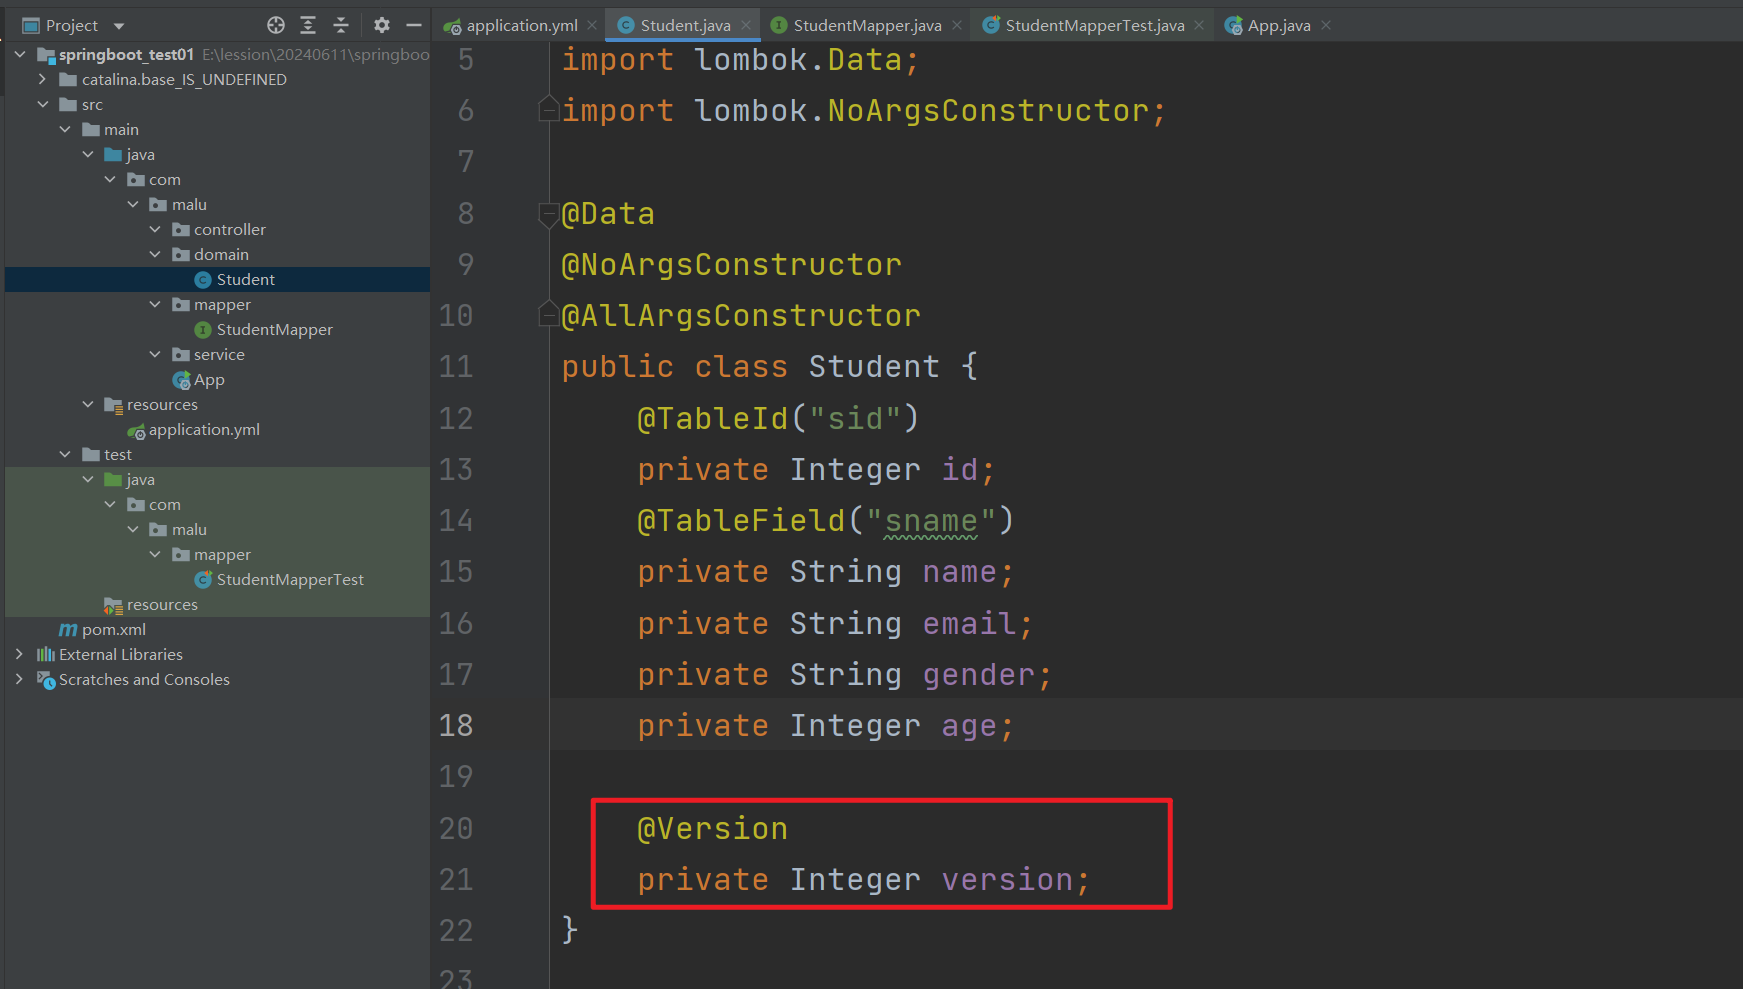 Project
springboot_test01 E:\lession\20240611\springboo
catalina.base_IS_UNDEFINED
src
main
java
com
malu
controller
domain
Student
mapper
StudentMapper
service
App
resources
application.yml
test
java
com
malu
mapper
StudentMapperTest
resources
pom.xml
External Libraries
Scratches and Consoles
application.yml Student.java StudentMapper.java StudentMapperTest.java App.java
5 import lombok.Data;
6 import lombok.NoArgsConstructor;
7
8 @Data
9 @NoArgsConstructor
10 @AllArgsConstructor
11 public class Student {
12 @TableId("sid")
13 private Integer id;
14 @TableField("sname")
15 private String name;
16 private String email;
17 private String gender;
18 private Integer age;
19
20 @Version
21 private Integer version;
22 }
23